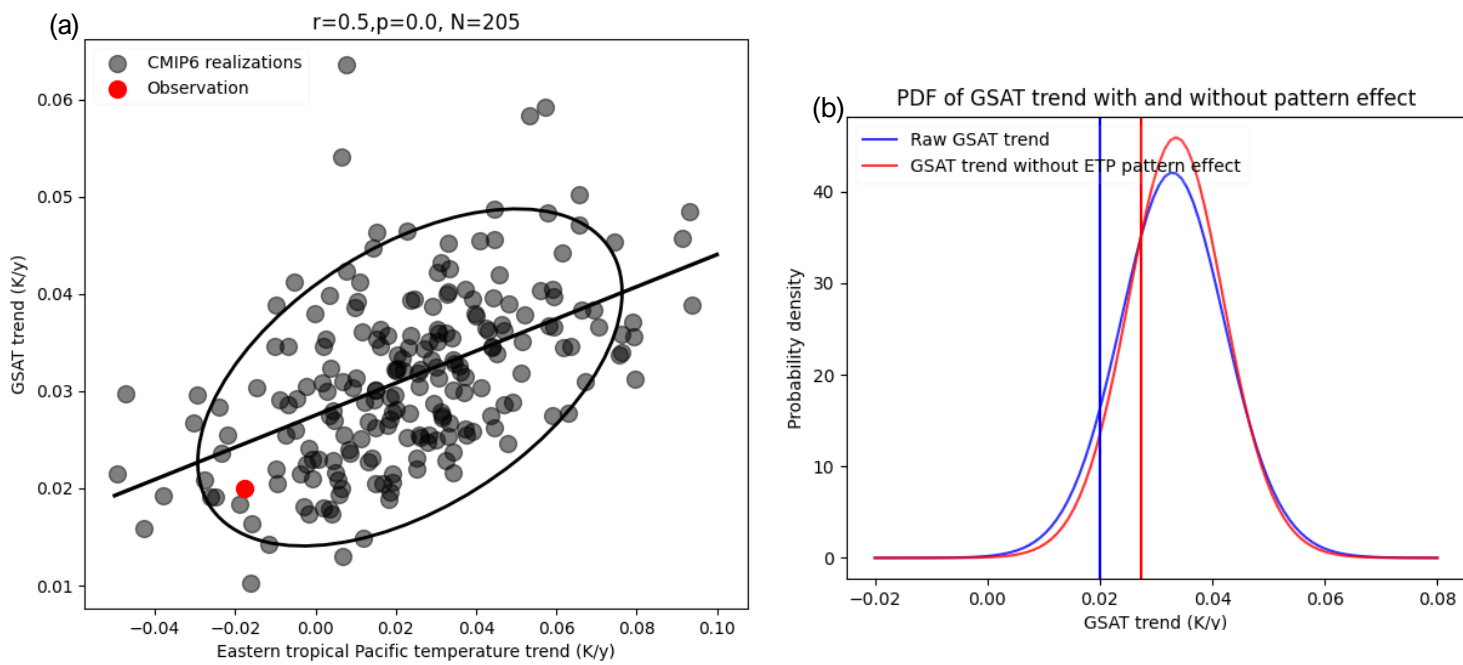 (a)
r=0.5,p=0.0, N=205
CMIP6 realizations
Observation
0.06
0.05
0.04
0.03
0.02
0.01
GSAT trend (K/y)
−0.04 −0.02 0.00 0.02 0.04 0.06 0.08 0.10
Eastern tropical Pacific temperature trend (K/y)
(b)
PDF of GSAT trend with and without pattern effect
Raw GSAT trend
GSAT trend without ETP pattern effect
40
30
20
10
0
Probability density
−0.02 0.00 0.02 0.04 0.06 0.08
GSAT trend (K/y)